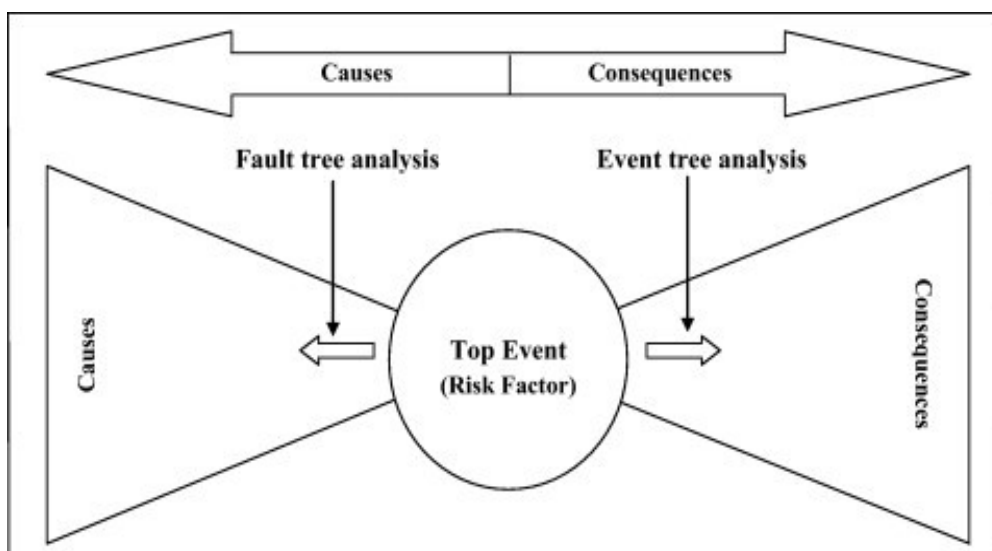 Causes
Consequences
Fault tree analysis
Event tree analysis
Causes
Top Event
(Risk Factor)
Consequences